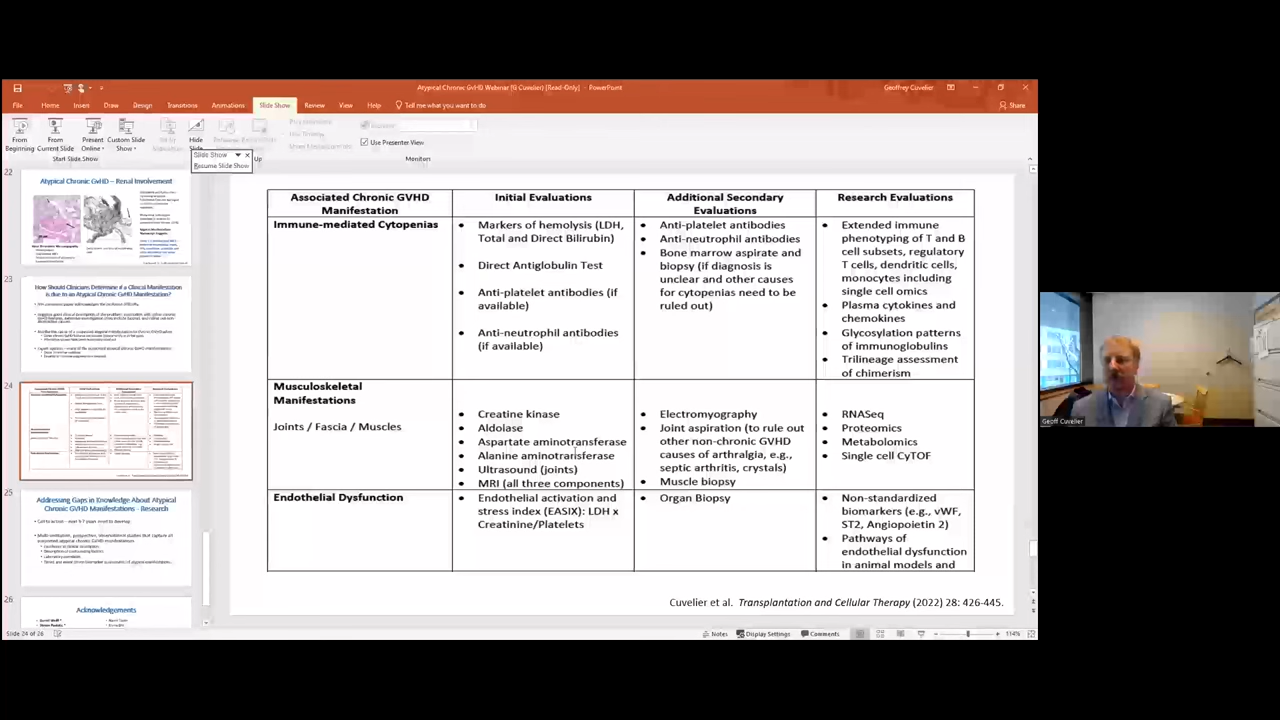 Atypical Chronic GvHD Webinar (G Cuvelier) [Read-Only] - PowerPoint
Geoffrey Cuvelier
File Home Insert Draw Design Transitions Animations Slide Show Review View Help Tell me what you want to do
Share
From Beginning
From Current Slide
Present Online
Custom Slide Show
Hide Slide
Use Presenter View
Start Slide Show
Monitors
Slide Show
Resume Slide Show
22
Atypical Chronic GvHD – Renal Involvement
23
How Should Clinicians Determine if a Clinical Manifestation
is due to an Atypical Chronic GvHD Manifestation?
24
25
Addressing Gaps in Knowledge About Atypical
Chronic GVHD Manifestations - Research
26
Acknowledgements
Associated Chronic GVHD
Manifestation
Initial Evaluations
Additional Secondary
Evaluations
Research Evaluations
Immune-mediated Cytopenias
• Markers of hemolysis (LDH,
Total and Direct Bilirubin)
• Direct Antiglobulin Test
• Anti-platelet antibodies (if
available)
• Anti-neutrophil antibodies
(if available)
• Anti-platelet antibodies
• Anti-neutrophil antibodies
• Bone marrow aspirate and
biopsy (if diagnosis is
unclear and other causes
for cytopenias need to be
ruled out)
• Extended immune
phenotyping of T and B
cell subsets, regulatory
T cells, dendritic cells,
monocytes including
single cell omics
• Plasma cytokines and
chemokines
• Glycosylation patterns
of immunoglobulins
• Trilineage assessment
of chimerism
Musculoskeletal
Manifestations
Joints / Fascia / Muscles
• Creatine kinase
• Aldolase
• Aspartate aminotransferase
• Alanine aminotrasferase
• Ultrasound (joints)
• MRI (all three components)
• Electromyography
• Joint aspiration to rule out
other non-chronic GVHD
causes of arthralgia, e.g.,
septic arthritis, crystals)
• Muscle biopsy
• RNASeq
• Proteomics
• Metabolomics
• Single cell CyTOF
Endothelial Dysfunction
• Endothelial activation and
stress index (EASIX): LDH x
Creatinine/Platelets
• Organ Biopsy
• Non-standardized
biomarkers (e.g., vWF,
ST2, Angiopoietin 2)
• Pathways of
endothelial dysfunction
in animal models and
Cuvelier et al. Transplantation and Cellular Therapy (2022) 28: 426-445.
Slide 24 of 26
Notes Display Settings Comments
114%
Geoff Cuvelier